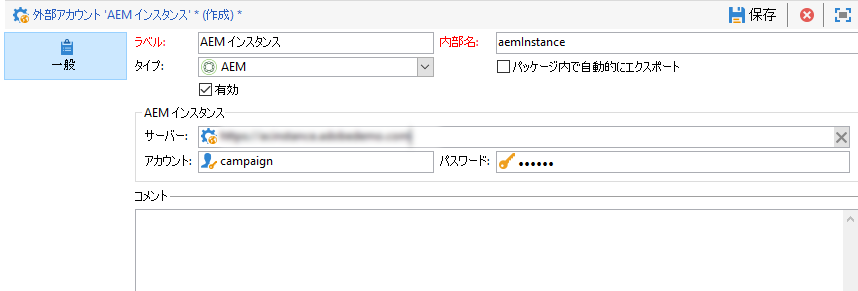 外部アカウント 'AEM インスタンス' * (作成) * 保存
一般
ラベル: AEM インスタンス 内部名: aemInstance
タイプ: AEM パッケージ内で自動的にエクスポート
有効
AEM インスタンス
サーバー:
アカウント: campaign パスワード: ••••••
コメント